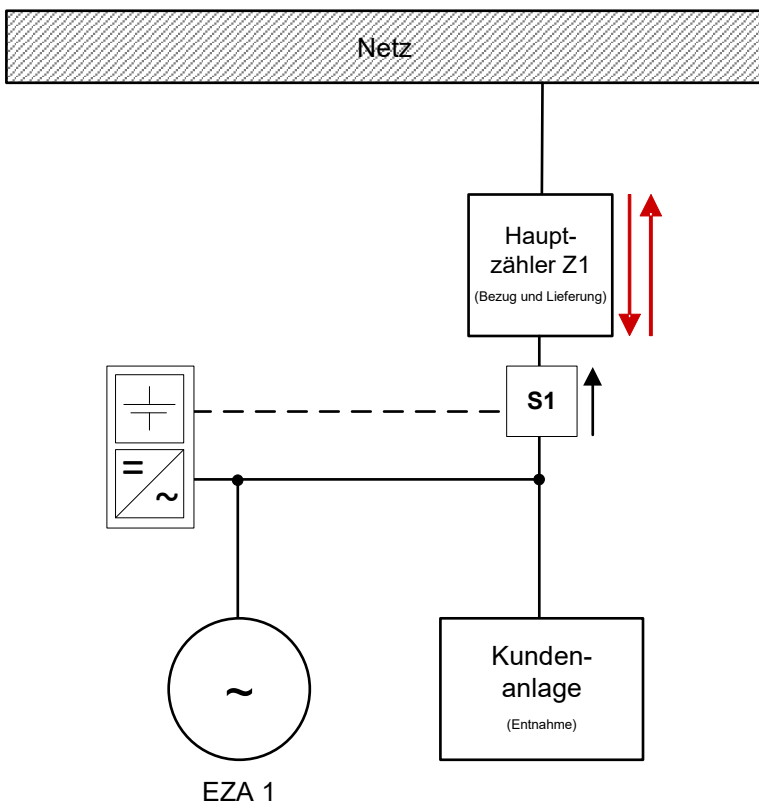 Netz
Haupt-
zähler Z1
(Bezug und Lieferung)
S1
=
~
~
Kunden-
anlage
(Entnahme)
EZA 1